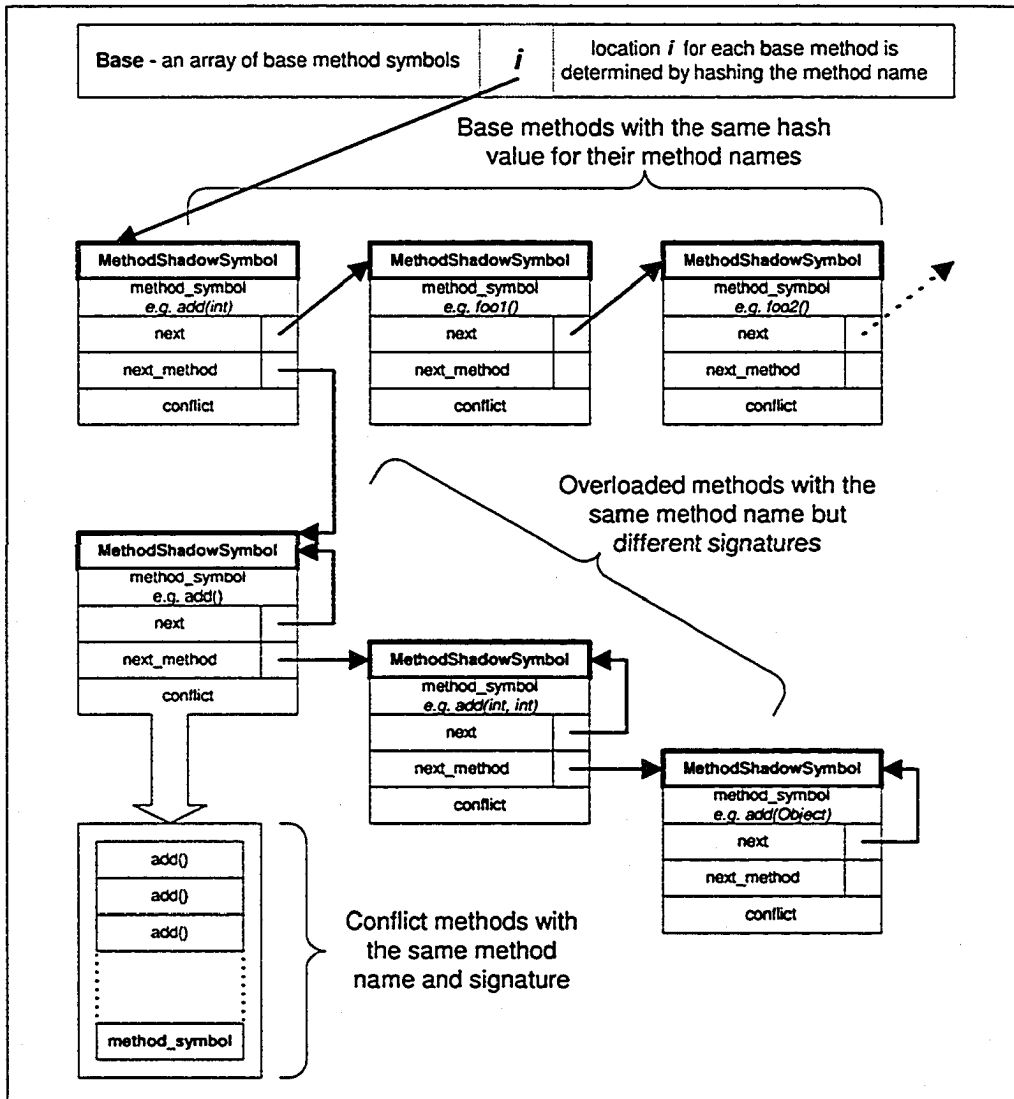 Base - an array of base method symbols
i
location i for each base method is
determined by hashing the method name
Base methods with the same hash
value for their method names
MethodShadowSymbol
method_symbol
e.g. add(int)
next
next_method
conflict
MethodShadowSymbol
method_symbol
e.g. foo1()
next
next_method
conflict
MethodShadowSymbol
method_symbol
e.g. foo2()
next
next_method
conflict
Overloaded methods with the
same method name but
different signatures
MethodShadowSymbol
method_symbol
e.g. add()
next
next_method
conflict
MethodShadowSymbol
method_symbol
e.g. add(int, int)
next
next_method
conflict
MethodShadowSymbol
method_symbol
e.g. add(Object)
next
next_method
conflict
add()
add()
add()
method_symbol
Conflict methods with
the same method
name and signature